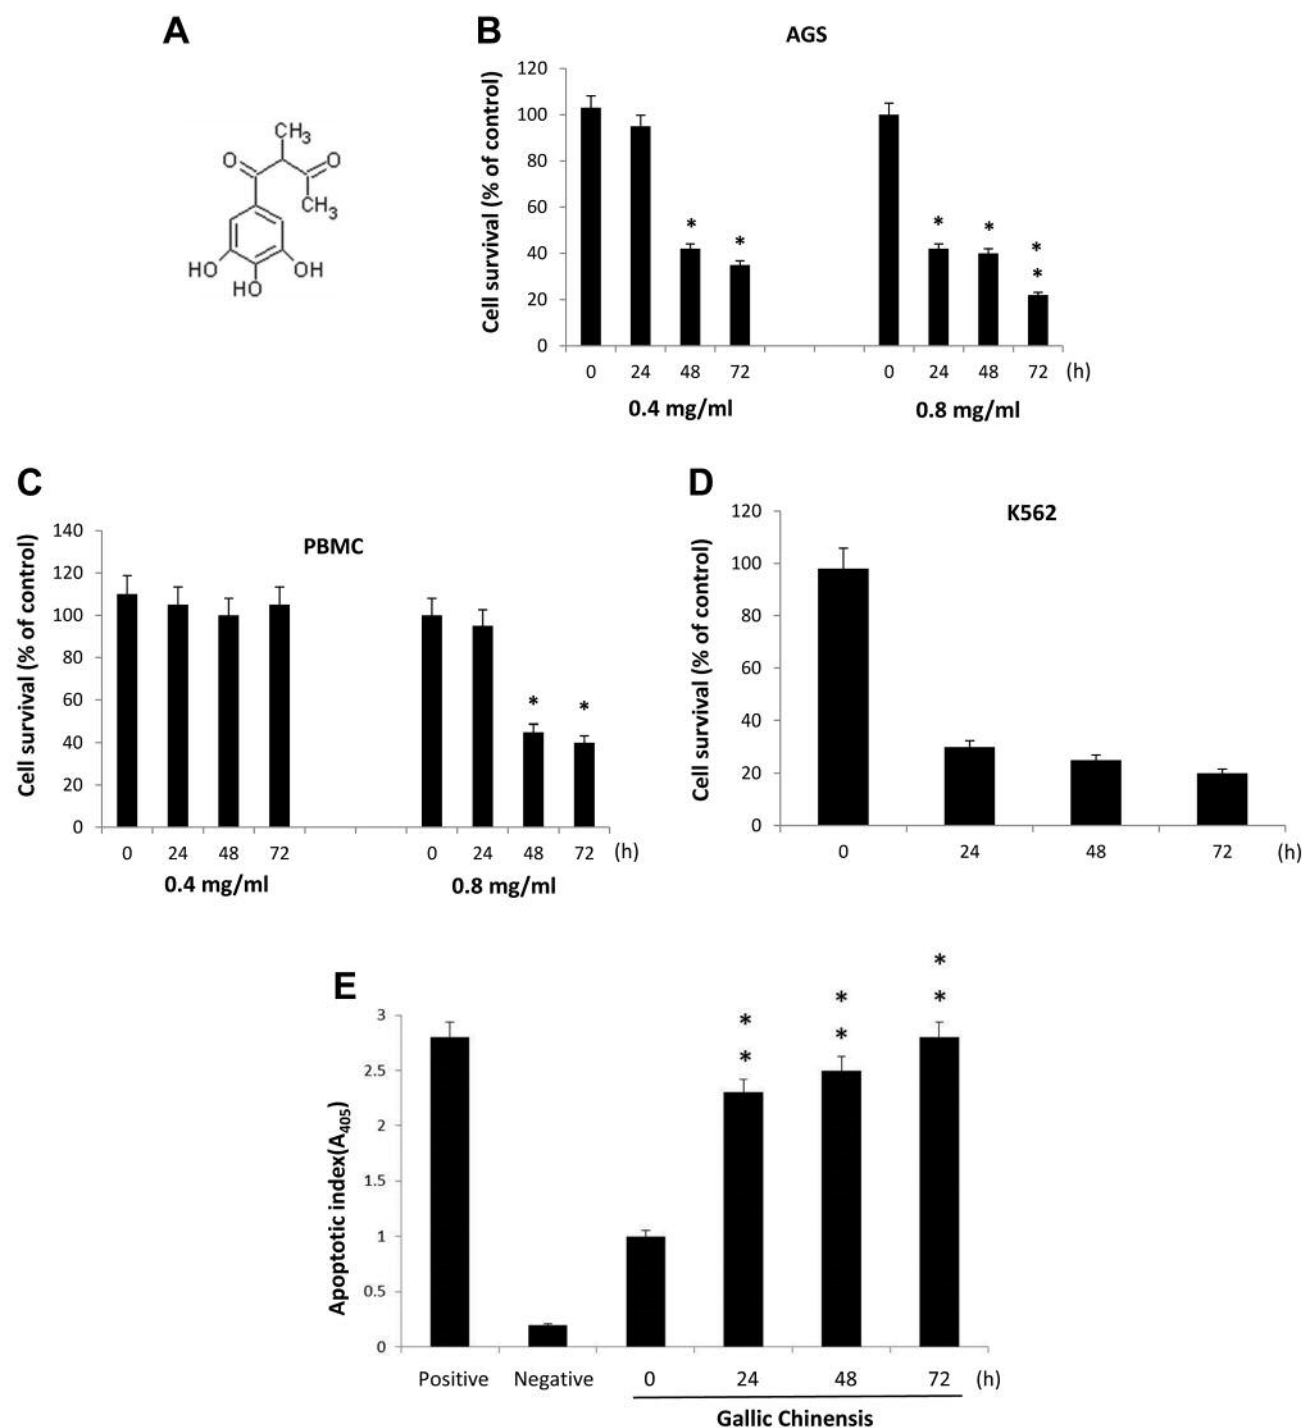 A
CH₃
O
O
CH₃
HO
OH
HO
B
AGS
Cell survival (% of control)
120
100
80
60
40
20
0
*
*
*
*
*
*
0 24 48 72 0 24 48 72 (h)
0.4 mg/ml 0.8 mg/ml
C
PBMC
Cell survival (% of control)
140
120
100
80
60
40
20
0
*
*
0 24 48 72 0 24 48 72 (h)
0.4 mg/ml 0.8 mg/ml
D
K562
Cell survival (% of control)
120
100
80
60
40
20
0
0 24 48 72 (h)
E
Apoptotic index(A₄₀₅)
3
2.5
2
1.5
1
0.5
0
*
*
*
*
*
*
Positive Negative 0 24 48 72 (h)
Gallic Chinensis